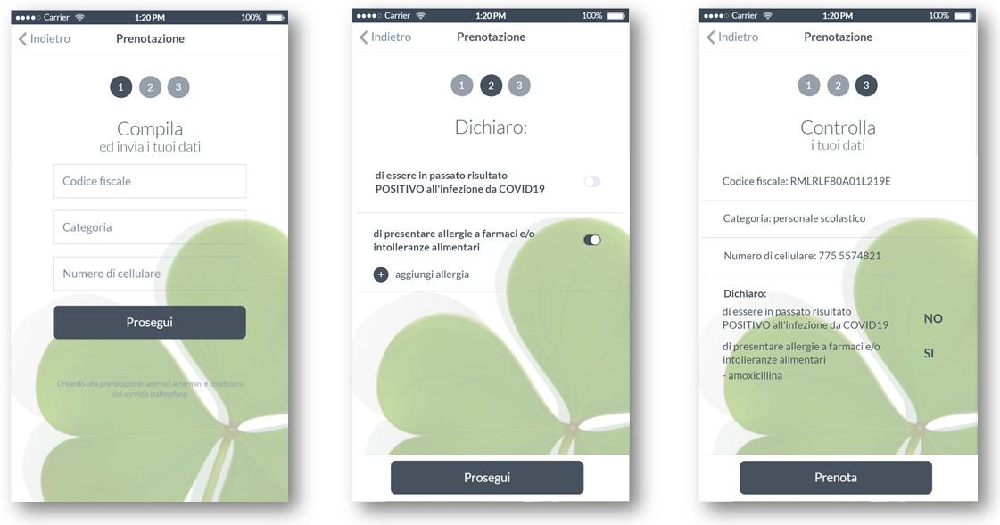 Carrier 1:20 PM 100%
Indietro Prenotazione
1 2 3
Compila
ed invia i tuoi dati
Codice fiscale
Categoria
Numero di cellulare
Prosegui
Creando una prenotazione, aderisci ai termini e condizioni
del servizio Italimpfung
Carrier 1:20 PM 100%
Indietro Prenotazione
1 2 3
Dichiaro:
di essere in passato risultato
POSITIVO all'infezione da COVID19
di presentare allergie a farmaci e/o
intolleranze alimentari
+ aggiungi allergia
Prosegui
Carrier 1:20 PM 100%
Indietro Prenotazione
1 2 3
Controlla
i tuoi dati
Codice fiscale: RMLRLF80A01L219E
Categoria: personale scolastico
Numero di cellulare: 775 5574821
Dichiaro:
di essere in passato risultato
POSITIVO all'infezione da COVID19 NO
di presentare allergie a farmaci e/o
intolleranze alimentari SI
- amoxicillina
Prenota